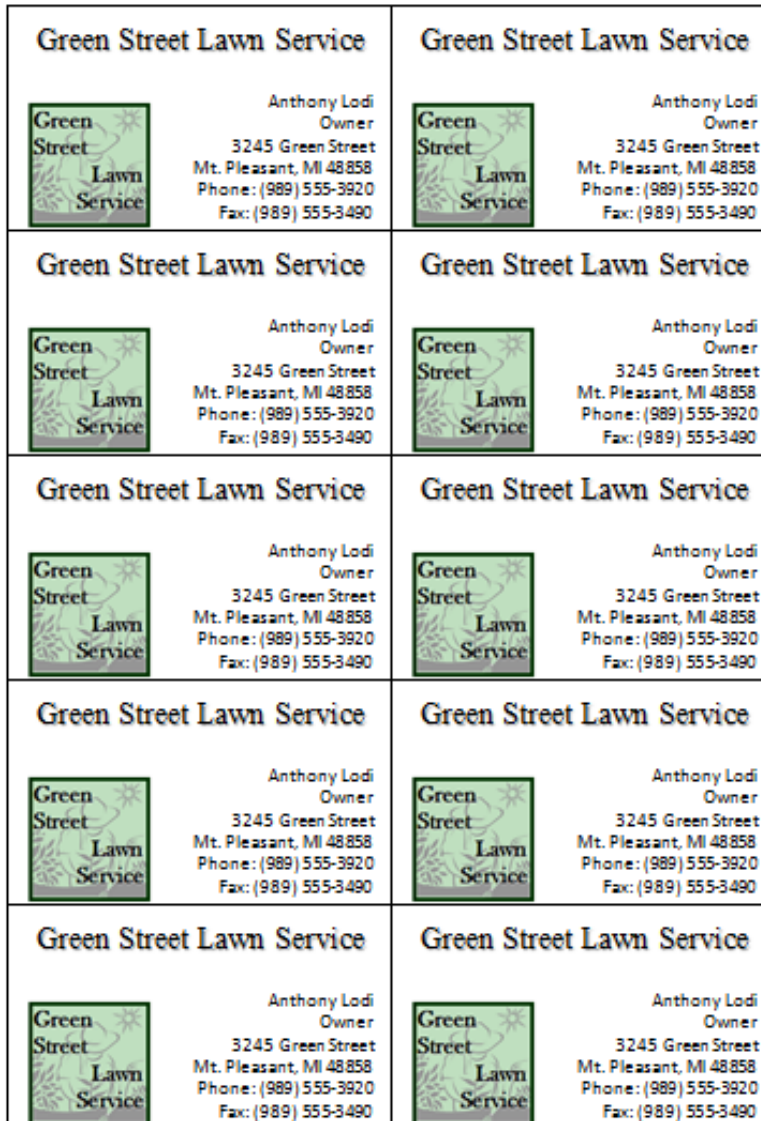 Green Street Lawn Service
Green
Street
Lawn
Service
Anthony Lodi
Owner
3245 Green Street
Mt. Pleasant, MI 48858
Phone: (989) 555-3920
Fax: (989) 555-3490
Green Street Lawn Service
Green
Street
Lawn
Service
Anthony Lodi
Owner
3245 Green Street
Mt. Pleasant, MI 48858
Phone: (989) 555-3920
Fax: (989) 555-3490
Green Street Lawn Service
Green
Street
Lawn
Service
Anthony Lodi
Owner
3245 Green Street
Mt. Pleasant, MI 48858
Phone: (989) 555-3920
Fax: (989) 555-3490
Green Street Lawn Service
Green
Street
Lawn
Service
Anthony Lodi
Owner
3245 Green Street
Mt. Pleasant, MI 48858
Phone: (989) 555-3920
Fax: (989) 555-3490
Green Street Lawn Service
Green
Street
Lawn
Service
Anthony Lodi
Owner
3245 Green Street
Mt. Pleasant, MI 48858
Phone: (989) 555-3920
Fax: (989) 555-3490
Green Street Lawn Service
Green
Street
Lawn
Service
Anthony Lodi
Owner
3245 Green Street
Mt. Pleasant, MI 48858
Phone: (989) 555-3920
Fax: (989) 555-3490
Green Street Lawn Service
Green
Street
Lawn
Service
Anthony Lodi
Owner
3245 Green Street
Mt. Pleasant, MI 48858
Phone: (989) 555-3920
Fax: (989) 555-3490
Green Street Lawn Service
Green
Street
Lawn
Service
Anthony Lodi
Owner
3245 Green Street
Mt. Pleasant, MI 48858
Phone: (989) 555-3920
Fax: (989) 555-3490
Green Street Lawn Service
Green
Street
Lawn
Service
Anthony Lodi
Owner
3245 Green Street
Mt. Pleasant, MI 48858
Phone: (989) 555-3920
Fax: (989) 555-3490
Green Street Lawn Service
Green
Street
Lawn
Service
Anthony Lodi
Owner
3245 Green Street
Mt. Pleasant, MI 48858
Phone: (989) 555-3920
Fax: (989) 555-3490